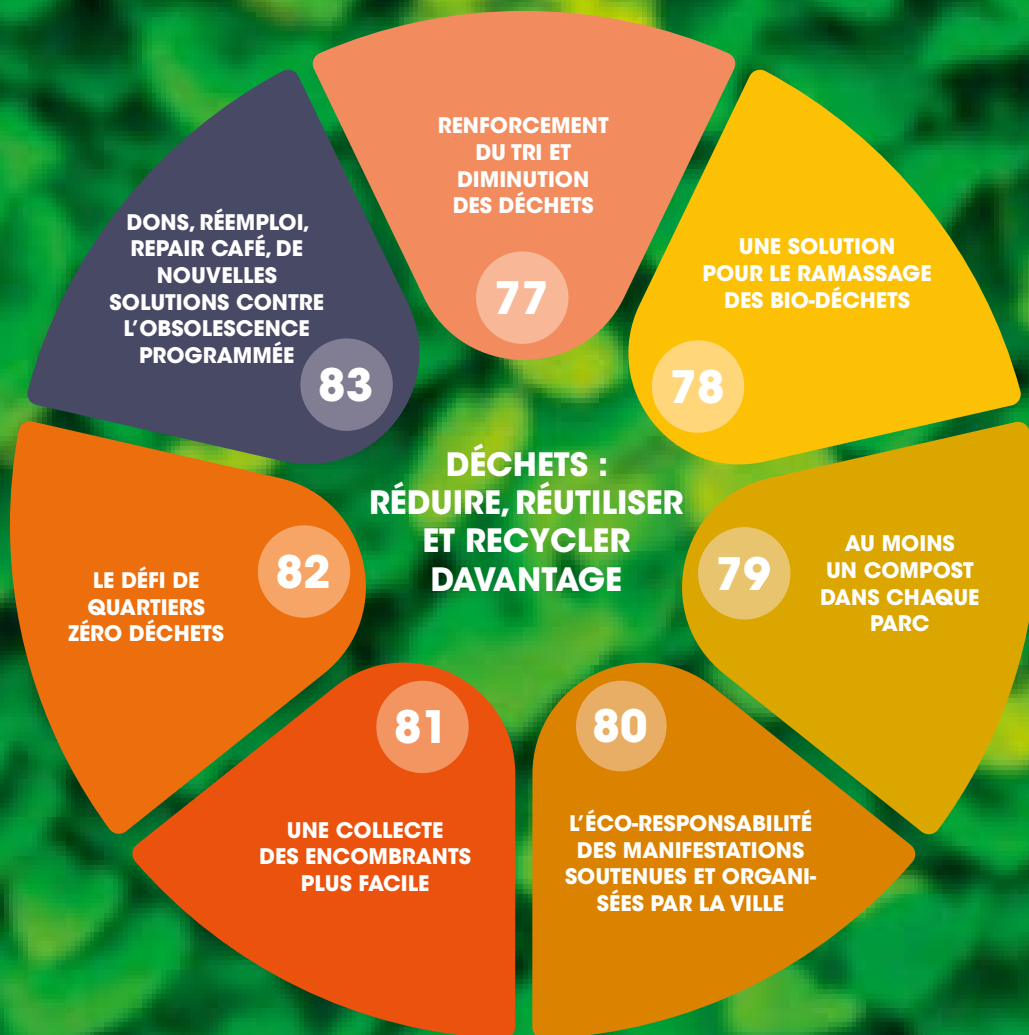 RENFORCEMENT
DU TRI ET
DIMINUTION
DES DÉCHETS
77
UNE SOLUTION
POUR LE RAMASSAGE
DES BIO-DÉCHETS
78
AU MOINS
UN COMPOST
DANS CHAQUE
PARC
79
L'ÉCO-RESPONSABILITÉ
DES MANIFESTATIONS
SOUTENUES ET ORGANI-
SÉES PAR LA VILLE
80
UNE COLLECTE
DES ENCOMBRANTS
PLUS FACILE
81
LE DÉFI DE
QUARTIERS
ZÉRO DÉCHETS
82
DONS, RÉEMPLOI,
REPAIR CAFÉ, DE
NOUVELLES
SOLUTIONS CONTRE
L'OBSOLESCENCE
PROGRAMMÉE
83
DÉCHETS :
RÉDUIRE, RÉUTILISER
ET RECYCLER
DAVANTAGE